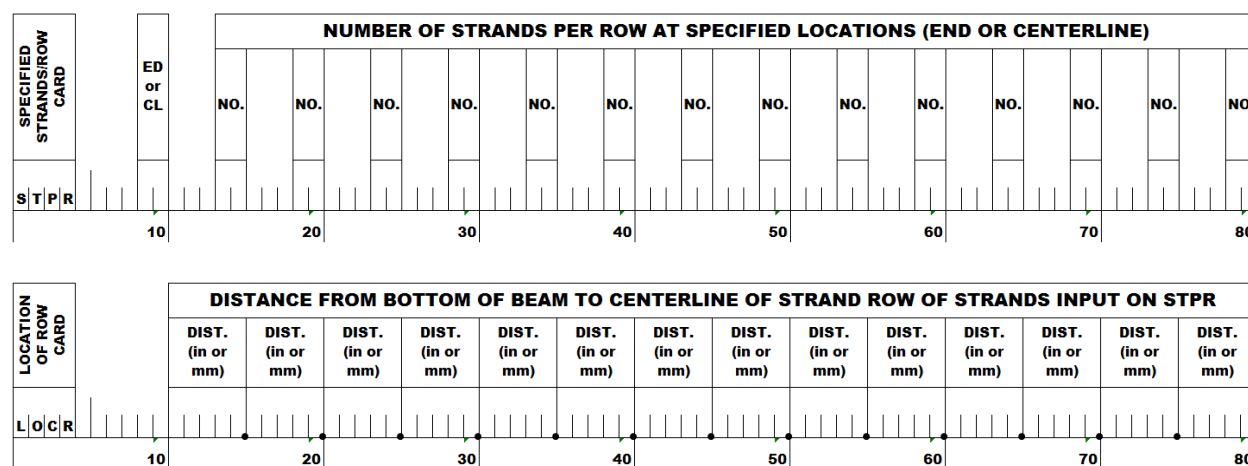 SPECIFIED
STRANDS/ROW
CARD
ED
or
CL
NUMBER OF STRANDS PER ROW AT SPECIFIED LOCATIONS (END OR CENTERLINE)
NO. NO. NO. NO. NO. NO. NO. NO. NO. NO. NO. NO. NO. NO
S T P R
10 20 30 40 50 60 70 80
LOCATION
OF ROW
CARD
DISTANCE FROM BOTTOM OF BEAM TO CENTERLINE OF STRAND ROW OF STRANDS INPUT ON STPR
DIST. DIST. DIST. DIST. DIST. DIST. DIST. DIST. DIST. DIST. DIST. DIST. DIST. DIST.
(in or (in or (in or (in or (in or (in or (in or (in or (in or (in or (in or (in or (in or (in or
mm) mm) mm) mm) mm) mm) mm) mm) mm) mm) mm) mm) mm) mm)
L O C R
10 20 30 40 50 60 70 80